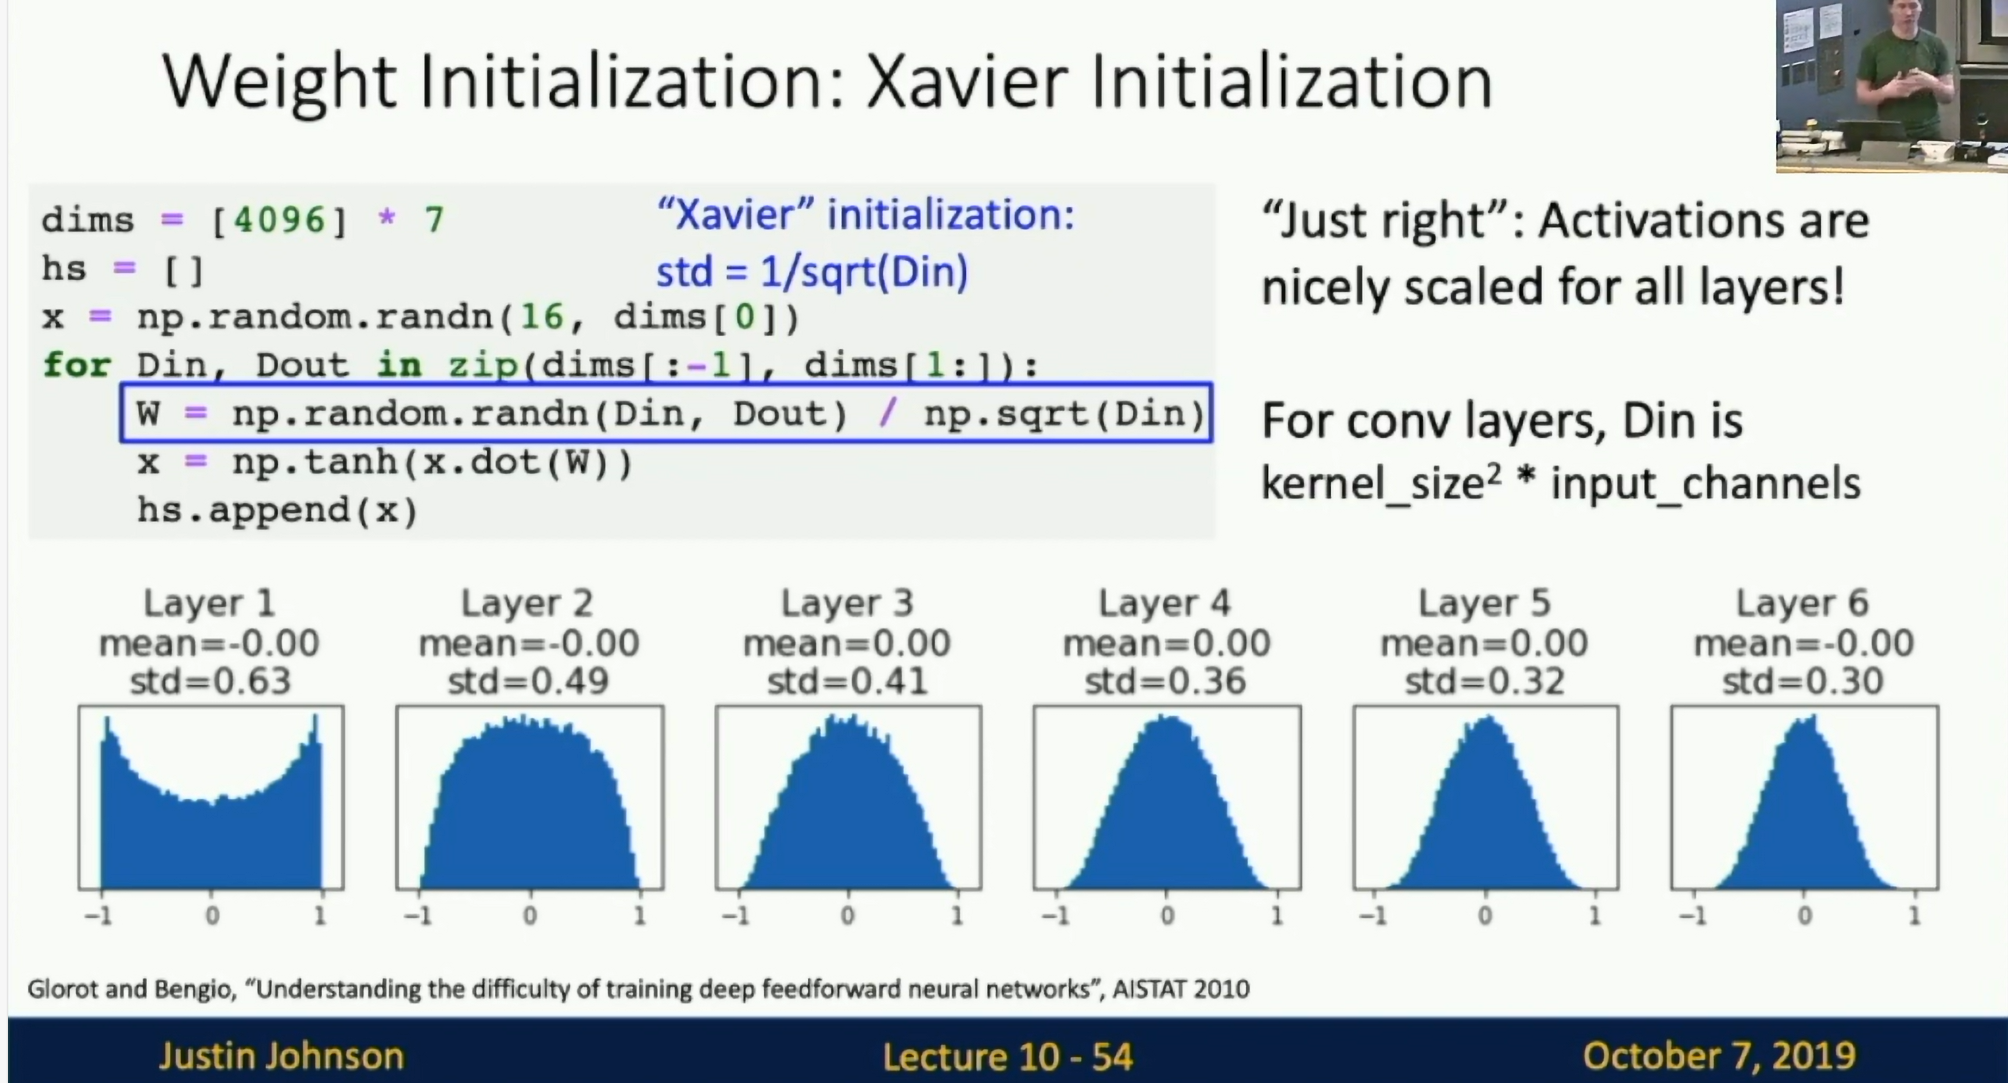 Weight Initialization: Xavier Initialization
dims = [4096] * 7
hs = []
x = np.random.randn(16, dims[0])
for Din, Dout in zip(dims[:-1], dims[1:]):
W = np.random.randn(Din, Dout) / np.sqrt(Din)
x = np.tanh(x.dot(W))
hs.append(x)
“Xavier” initialization:
std = 1/sqrt(Din)
“Just right”: Activations are
nicely scaled for all layers!
For conv layers, Din is
kernel_size² * input_channels
Layer 1
mean=-0.00
std=0.63
-1 0 1
Layer 2
mean=-0.00
std=0.49
-1 0 1
Layer 3
mean=0.00
std=0.41
-1 0 1
Layer 4
mean=0.00
std=0.36
-1 0 1
Layer 5
mean=0.00
std=0.32
-1 0 1
Layer 6
mean=-0.00
std=0.30
-1 0 1
Glorot and Bengio, “Understanding the difficulty of training deep feedforward neural networks”, AISTAT 2010
Justin Johnson
Lecture 10 - 54
October 7, 2019